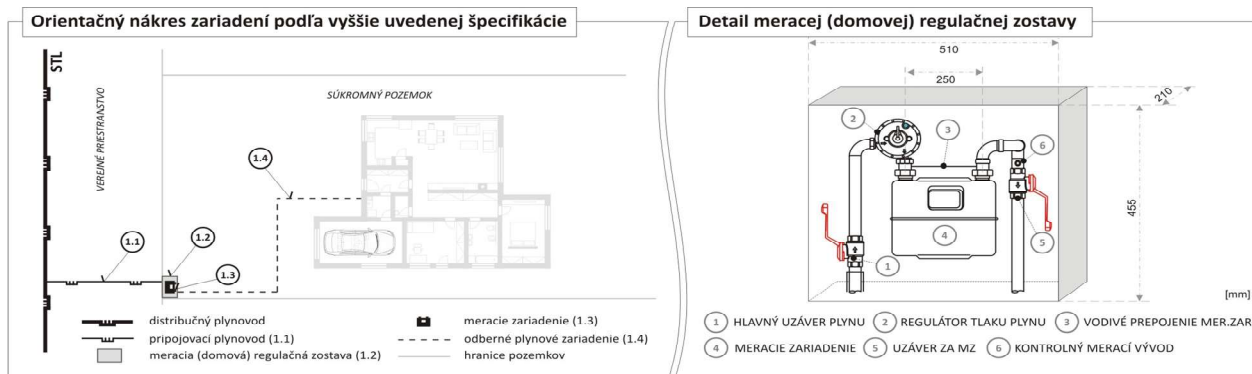 Orientačný nákres zariadení podľa vyššie uvedenej špecifikácie
STL
VEREJNÉ PRIESTRANSTVO
SÚKROMNÝ POZEMOK
1.4
1.1
1.2
1.3
distribučný plynovod
pripojovací plynovod (1.1)
meracia (domová) regulačná zostava (1.2)
meracie zariadenie (1.3)
odberné plynové zariadenie (1.4)
hranice pozemkov
Detail meracej (domovej) regulačnej zostavy
510
250
210
455
2
3
6
4
5
1
[mm]
1 HLAVNÝ UZÁVER PLYNU 2 REGULÁTOR TLAKU PLYNU 3 VODIVÉ PREPOJENIE MER.ZAR
4 MERACIE ZARIADENIE 5 UZÁVER ZA MZ 6 KONTROLNÝ MERACÍ VÝVOD